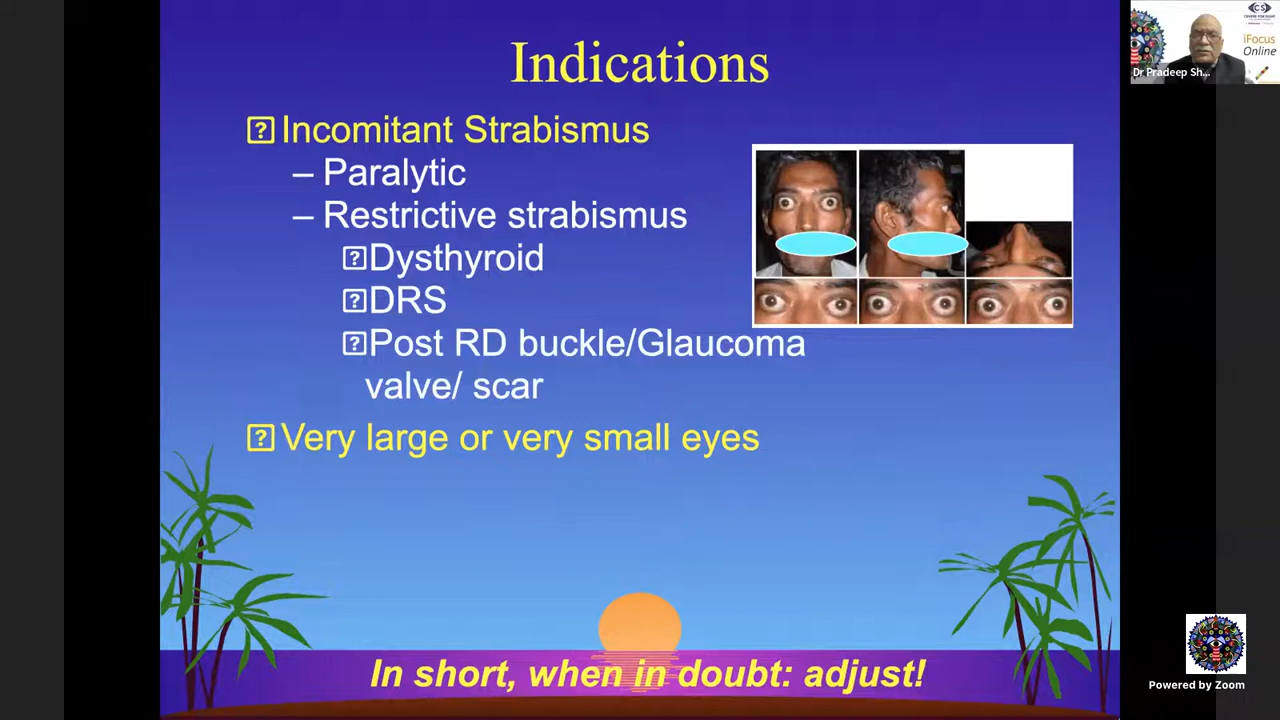 Indications
Incomitant Strabismus
– Paralytic
– Restrictive strabismus
Dysthyroid
DRS
Post RD buckle/Glaucoma
valve/ scar
Very large or very small eyes
In short, when in doubt: adjust!
Dr Pradeep Sh...
CS
iFocus
Online
Powered by Zoom